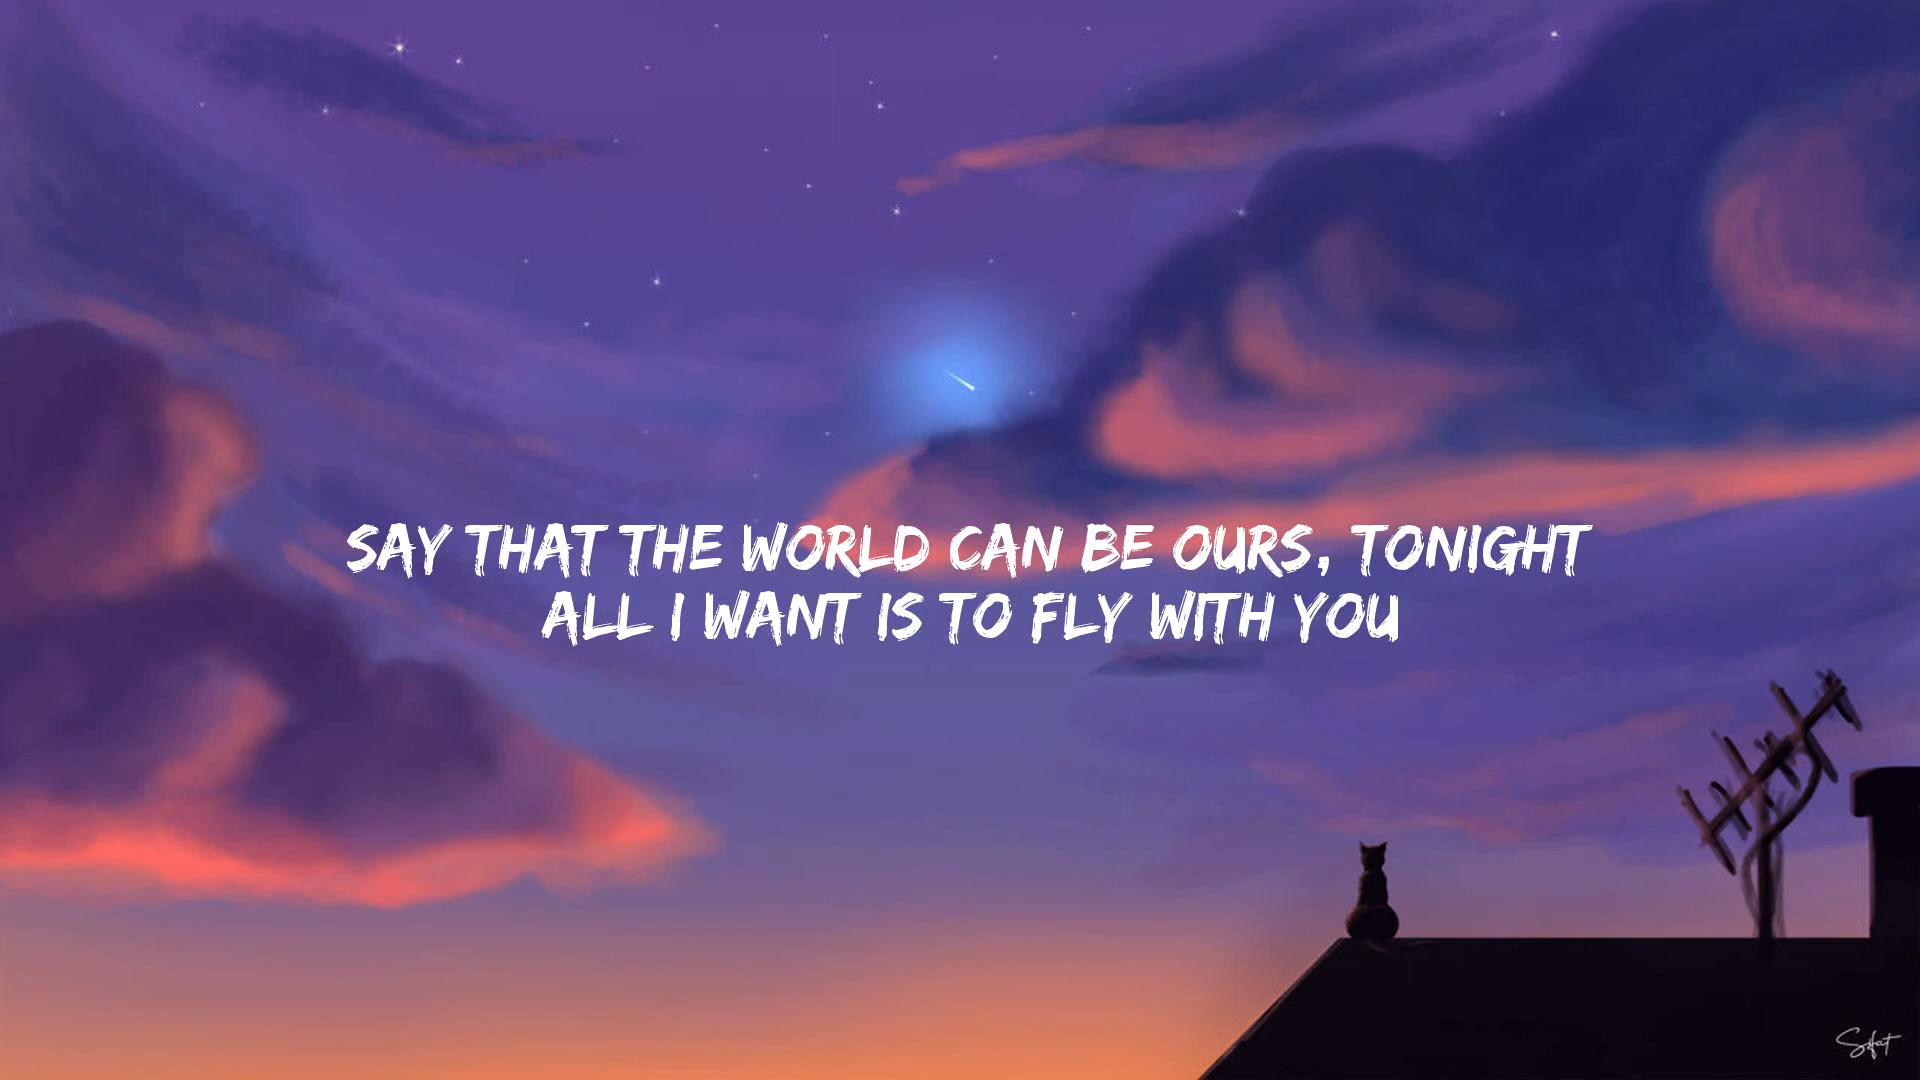 SAY THAT THE WORLD CAN BE OURS, TONIGHT
ALL I WANT IS TO FLY WITH YOU